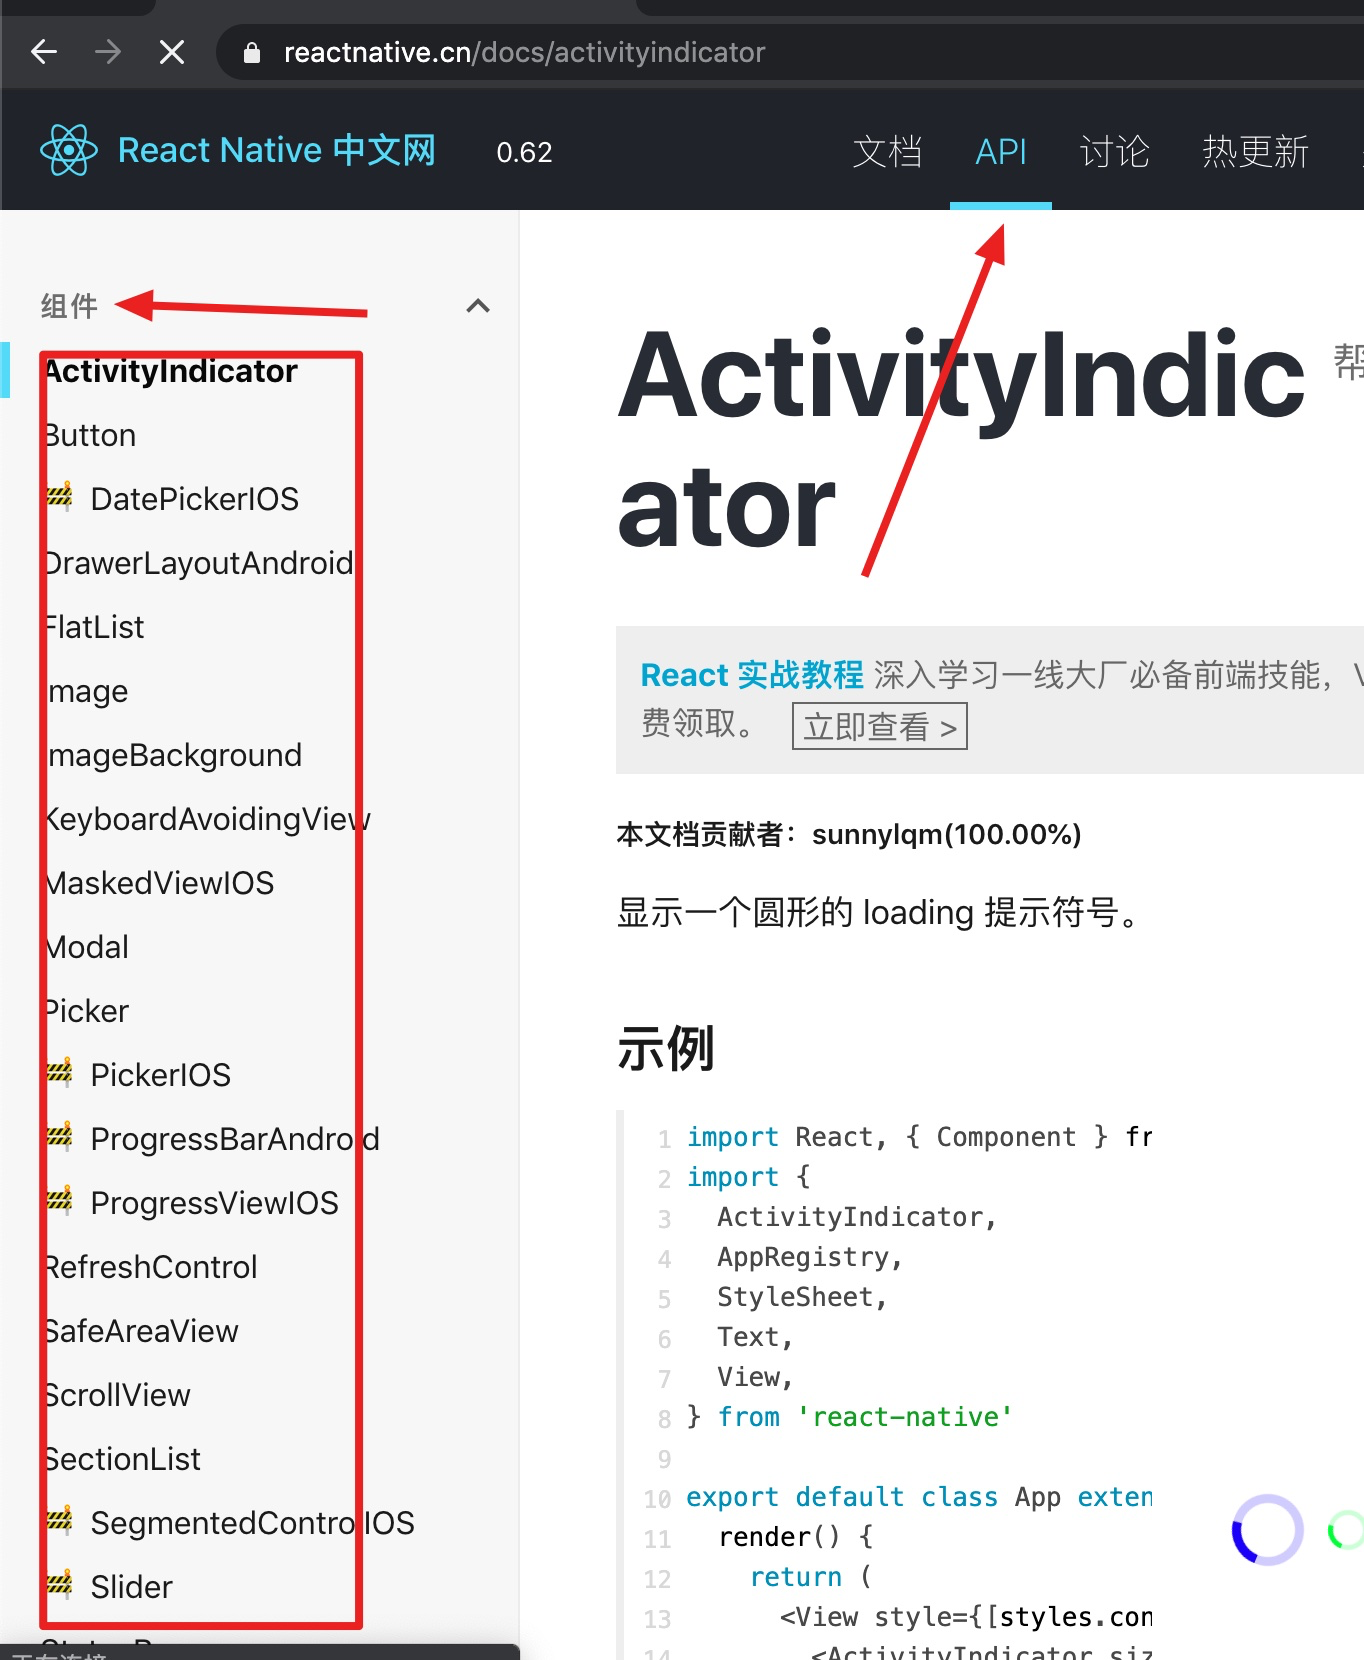 reactnative.cn/docs/activityindicator
React Native 中文网 0.62 文档 API 讨论 热更新
组件
ActivityIndicator
Button
🚧 DatePickerIOS
DrawerLayoutAndroid
FlatList
Image
ImageBackground
KeyboardAvoidingView
MaskedViewIOS
Modal
Picker
🚧 PickerIOS
🚧 ProgressBarAndroid
🚧 ProgressViewIOS
RefreshControl
SafeAreaView
ScrollView
SectionList
🚧 SegmentedControlIOS
🚧 Slider
正在连接
ActivityIndic
ator
帮
React 实战教程 深入学习一线大厂必备前端技能，V
费领取。 立即查看 >
本文档贡献者：sunnylqm(100.00%)
显示一个圆形的 loading 提示符号。
示例
1 import React, { Component } fr
2 import {
3 ActivityIndicator,
4 AppRegistry,
5 StyleSheet,
6 Text,
7 View,
8 } from 'react-native'
9
10 export default class App exten
11 render() {
12 return (
13 <View style={[styles.con
14 <ActivityIndicator siz